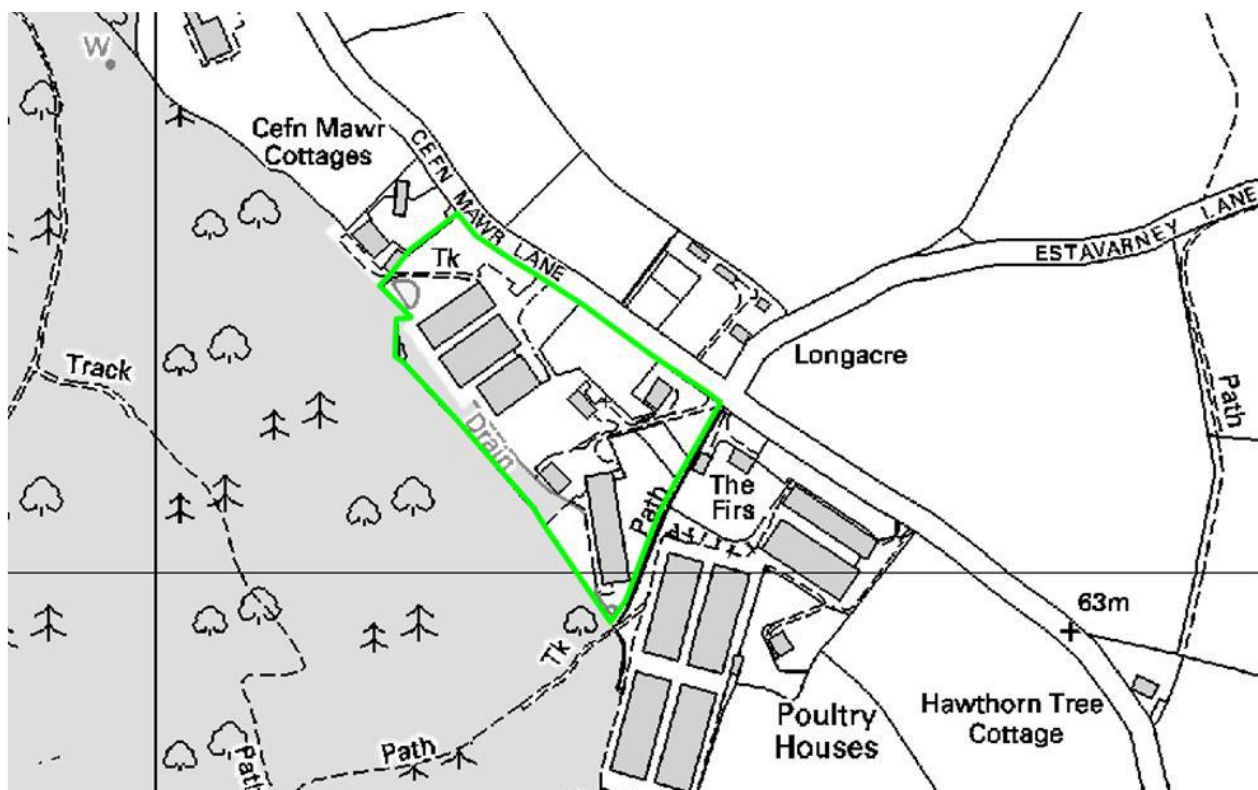 W
Cefn Mawr
Cottages
CEFN MAWR LANE
Tk
ESTAVARNEY LANE
Longacre
Track
Path
Drain
Path
The
Firs
63m
Tk
Hawthorn Tree
Cottage
Poultry
Houses
Path
Path